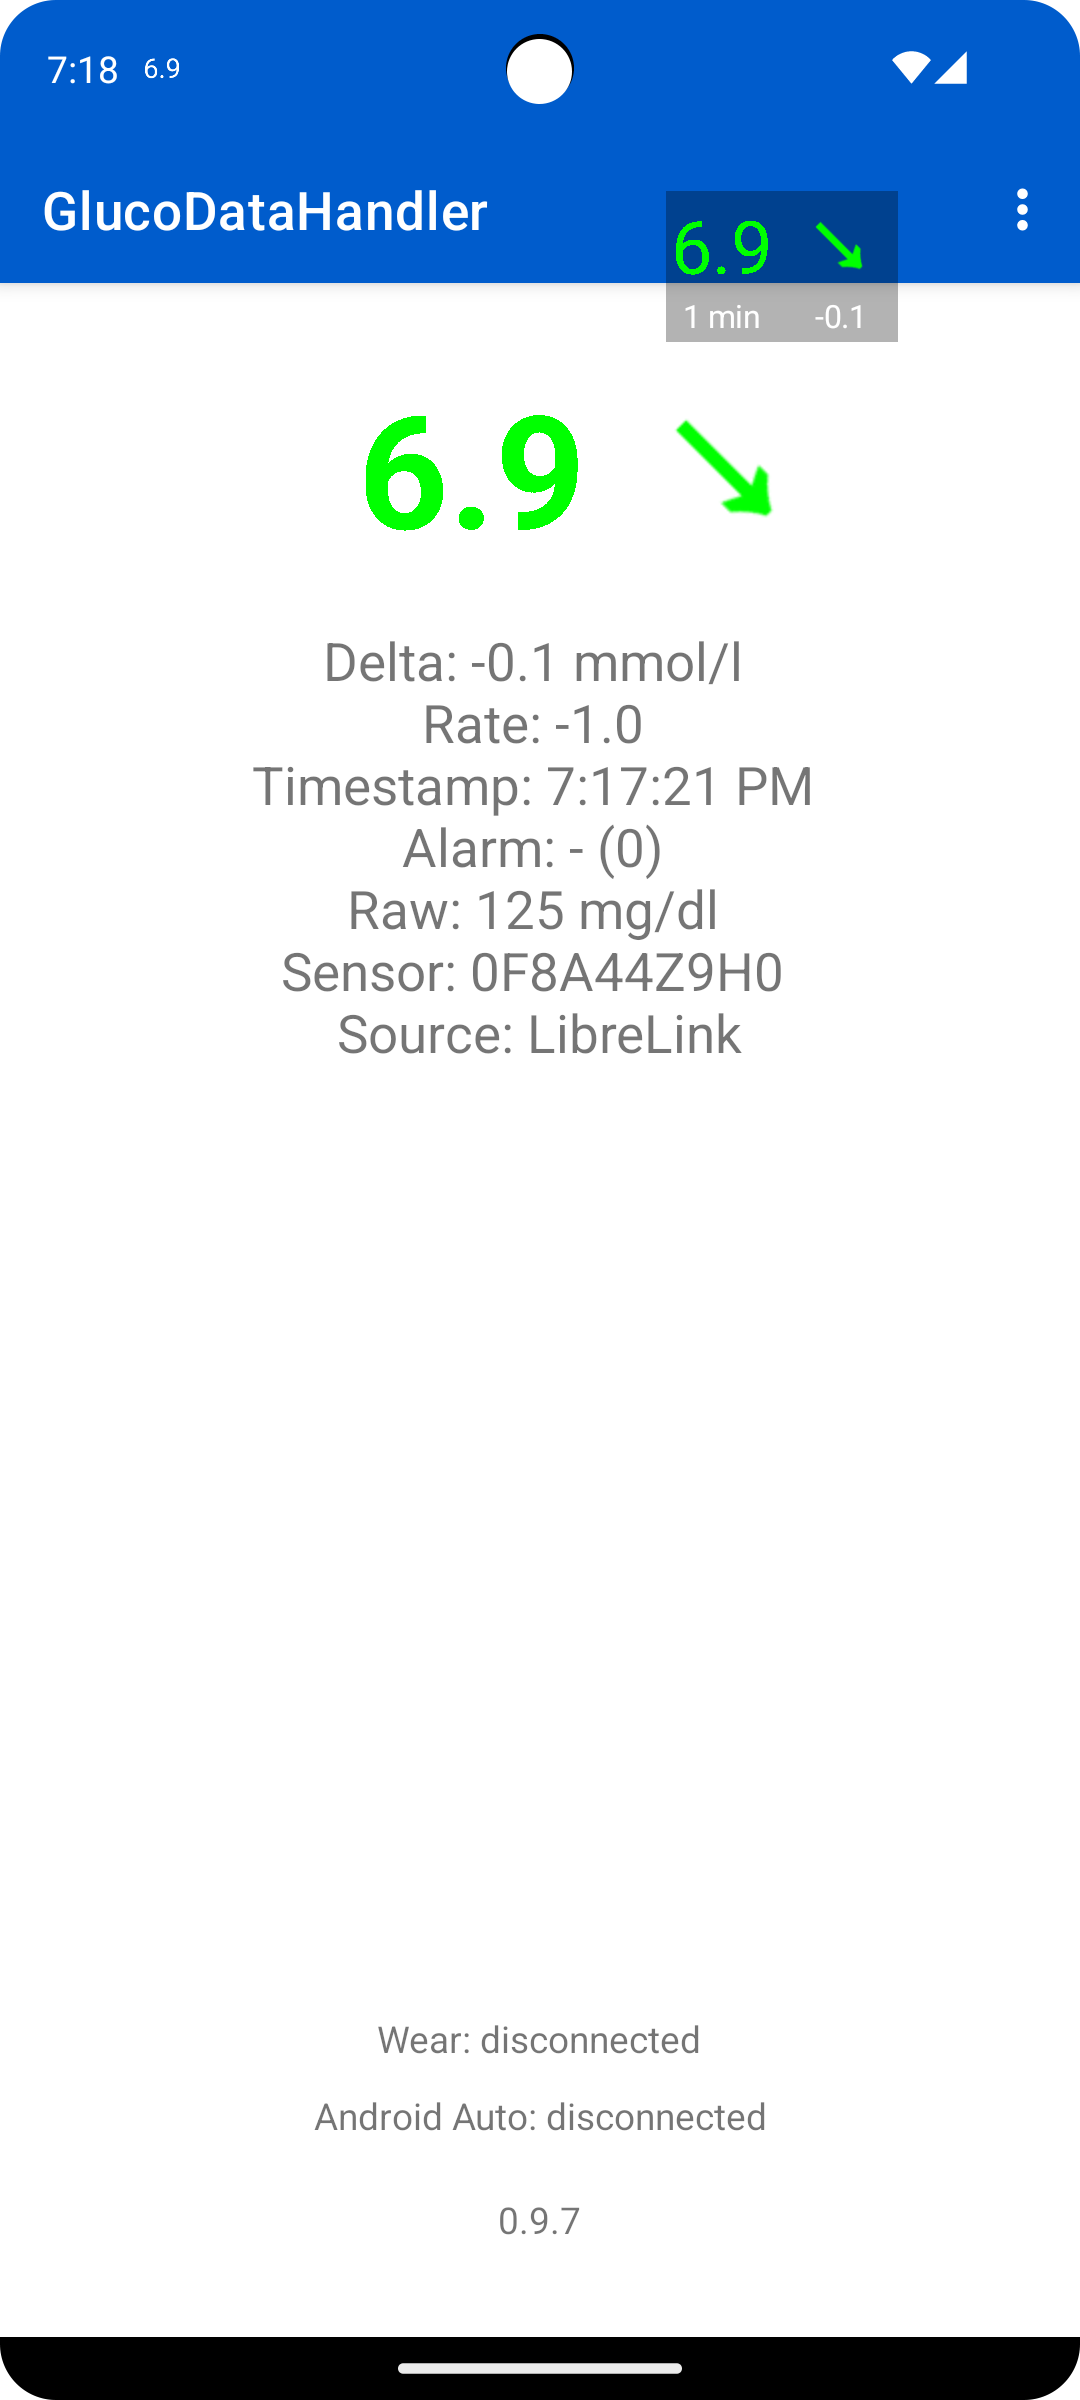 7:18 6.9
GlucoDataHandler
6.9
1 min -0.1
6.9
Delta: -0.1 mmol/l
Rate: -1.0
Timestamp: 7:17:21 PM
Alarm: - (0)
Raw: 125 mg/dl
Sensor: 0F8A44Z9H0
Source: LibreLink
Wear: disconnected
Android Auto: disconnected
0.9.7